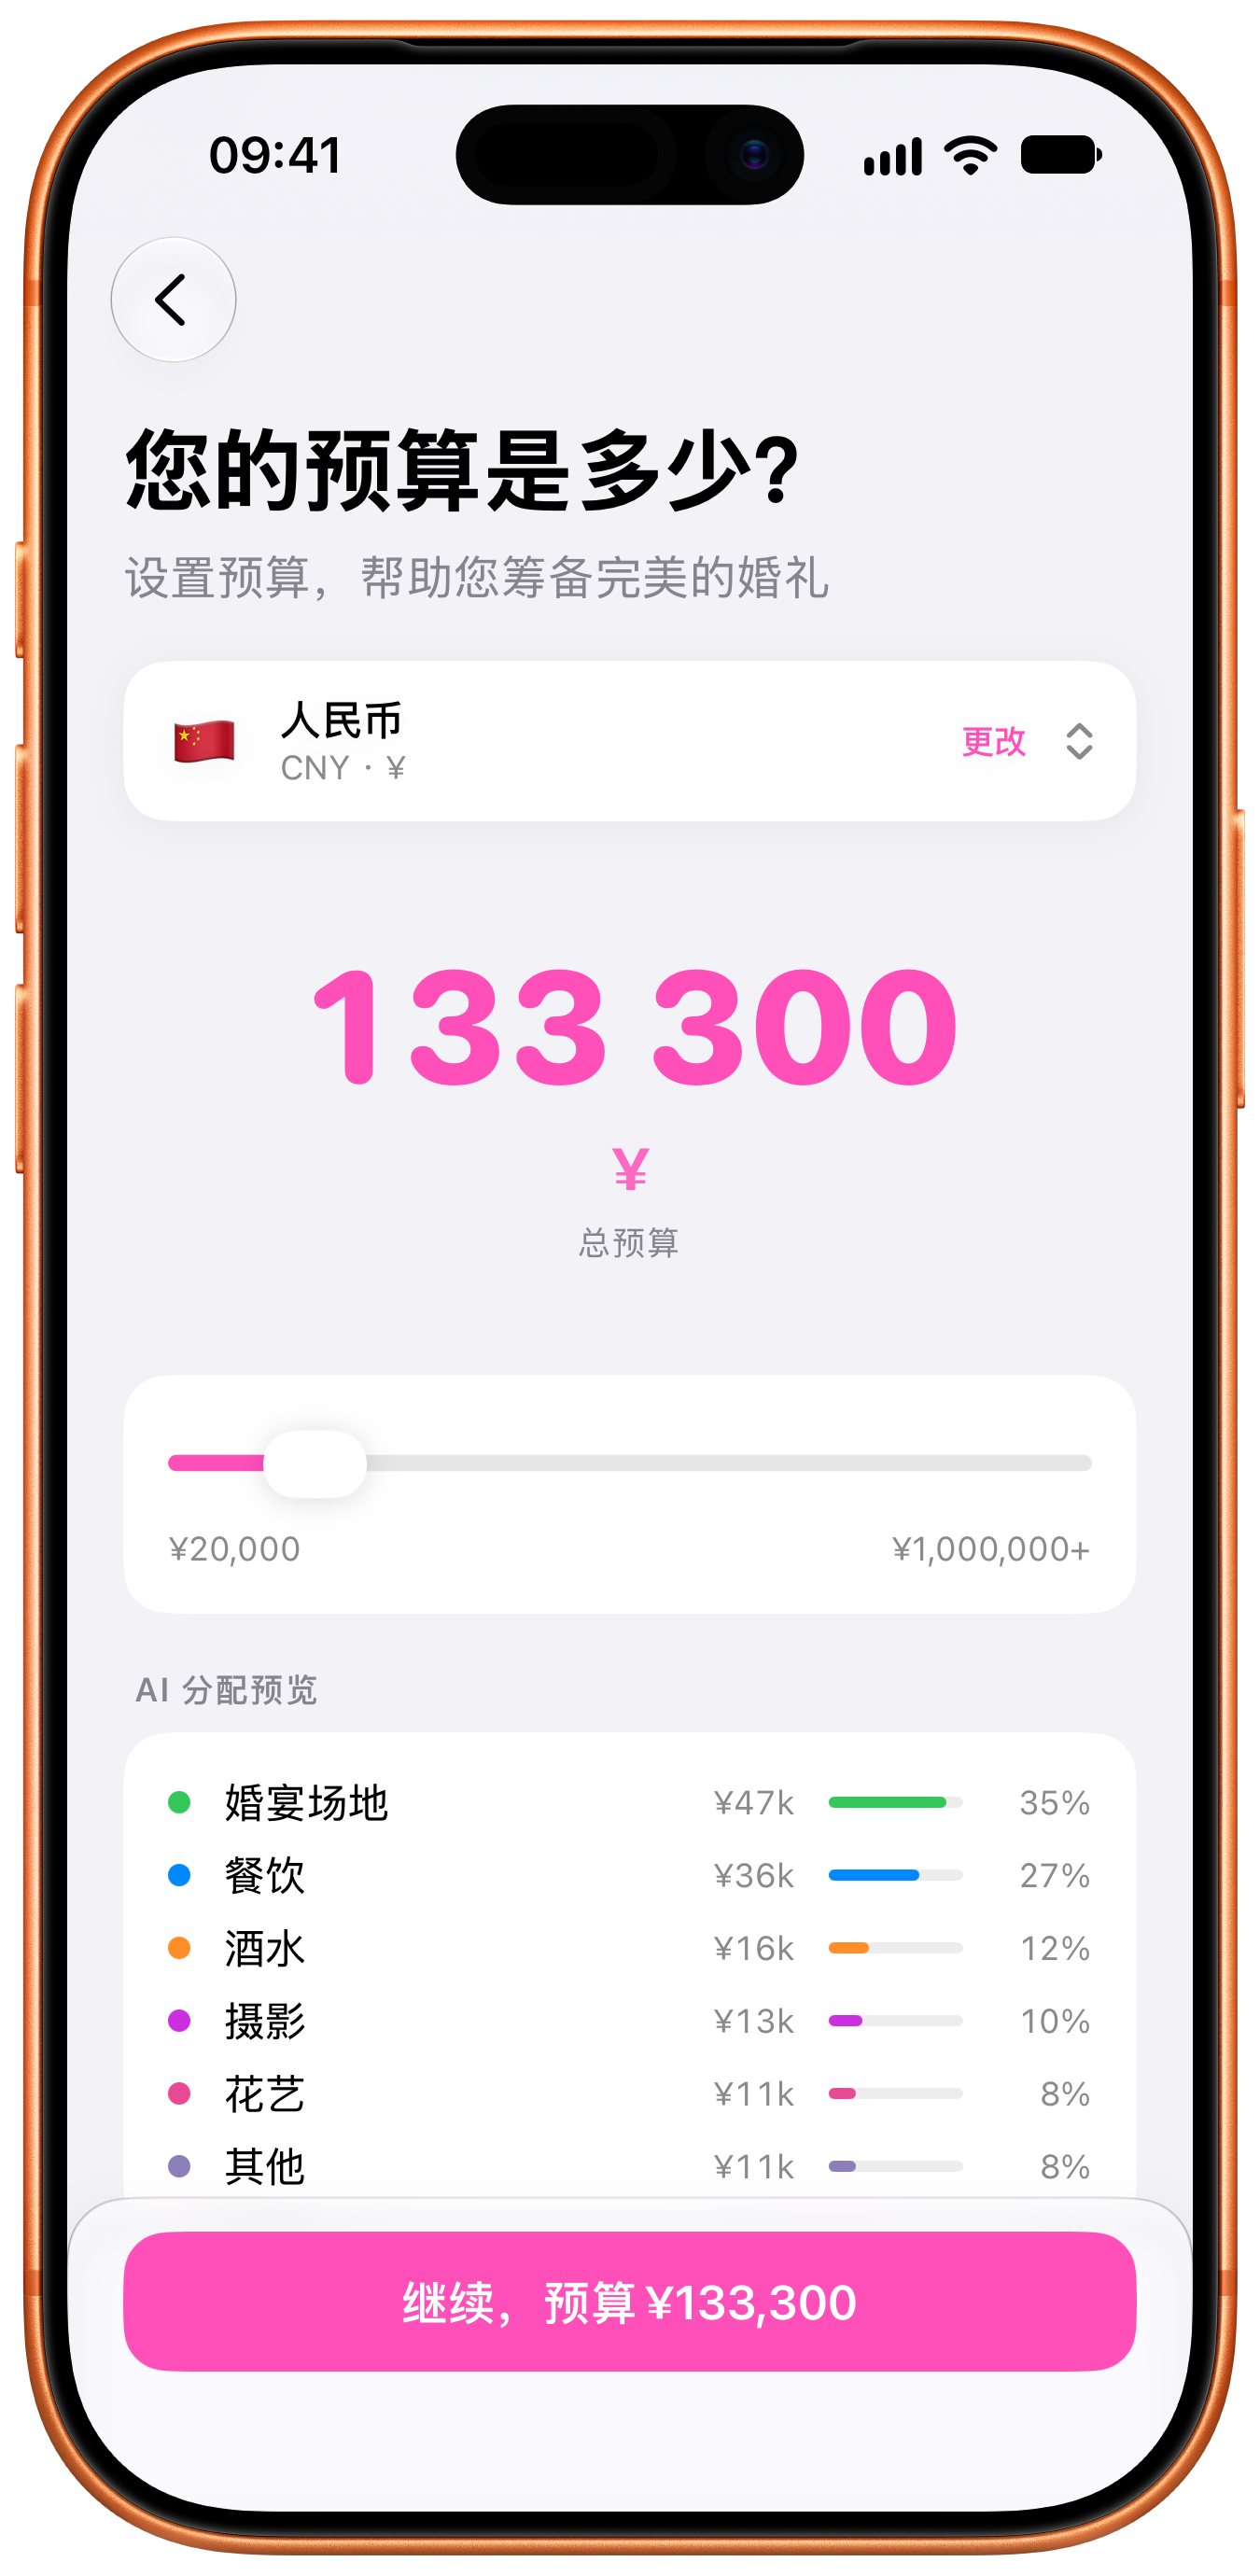 09:41
您的预算是多少?
设置预算，帮助您筹备完美的婚礼
人民币
CNY · ¥
更改
133 300
¥
总预算
¥20,000
¥1,000,000+
AI 分配预览
婚宴场地 ¥47k 35%
餐饮 ¥36k 27%
酒水 ¥16k 12%
摄影 ¥13k 10%
花艺 ¥11k 8%
其他 ¥11k 8%
继续，预算 ¥133,300